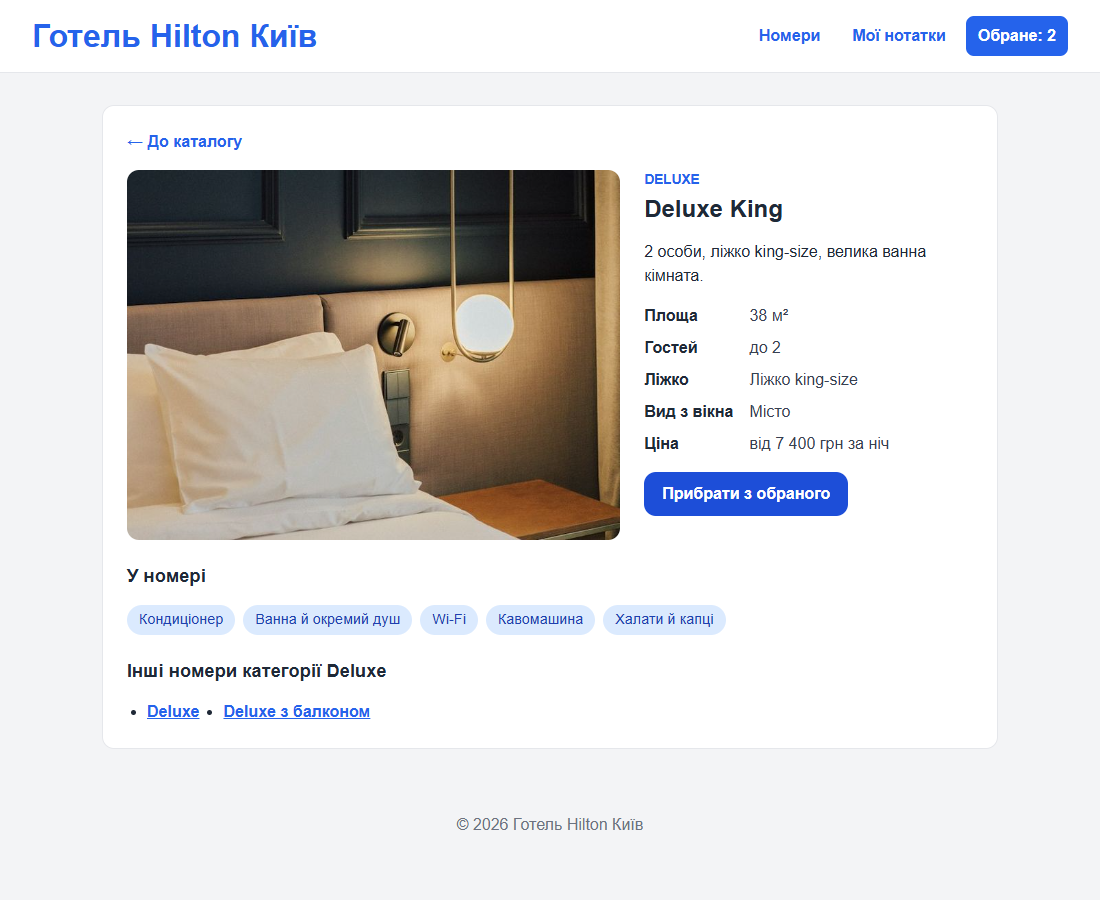 Готель Hilton Київ
Номери
Мої нотатки
Обране: 2
← До каталогу
DELUXE
Deluxe King
2 особи, ліжко king-size, велика ванна
кімната.
Площа 38 м²
Гостей до 2
Ліжко Ліжко king-size
Вид з вікна Місто
Ціна від 7 400 грн за ніч
Прибрати з обраного
У номері
Кондиціонер
Ванна й окремий душ
Wi-Fi
Кавомашина
Халати й капці
Інші номери категорії Deluxe
• Deluxe • Deluxe з балконом
© 2026 Готель Hilton Київ